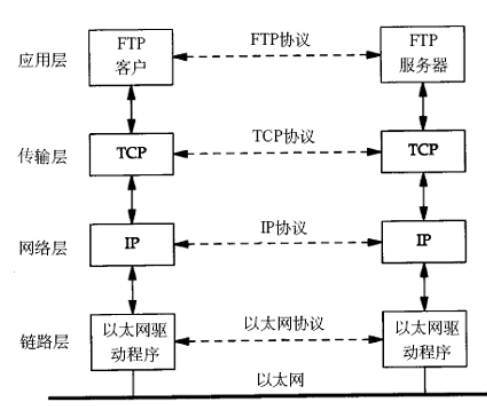 应用层
FTP
客户
FTP协议
FTP
服务器
传输层
TCP
TCP协议
TCP
网络层
IP
IP协议
IP
链路层
以太网驱
动程序
以太网协议
以太网驱
动程序
以太网